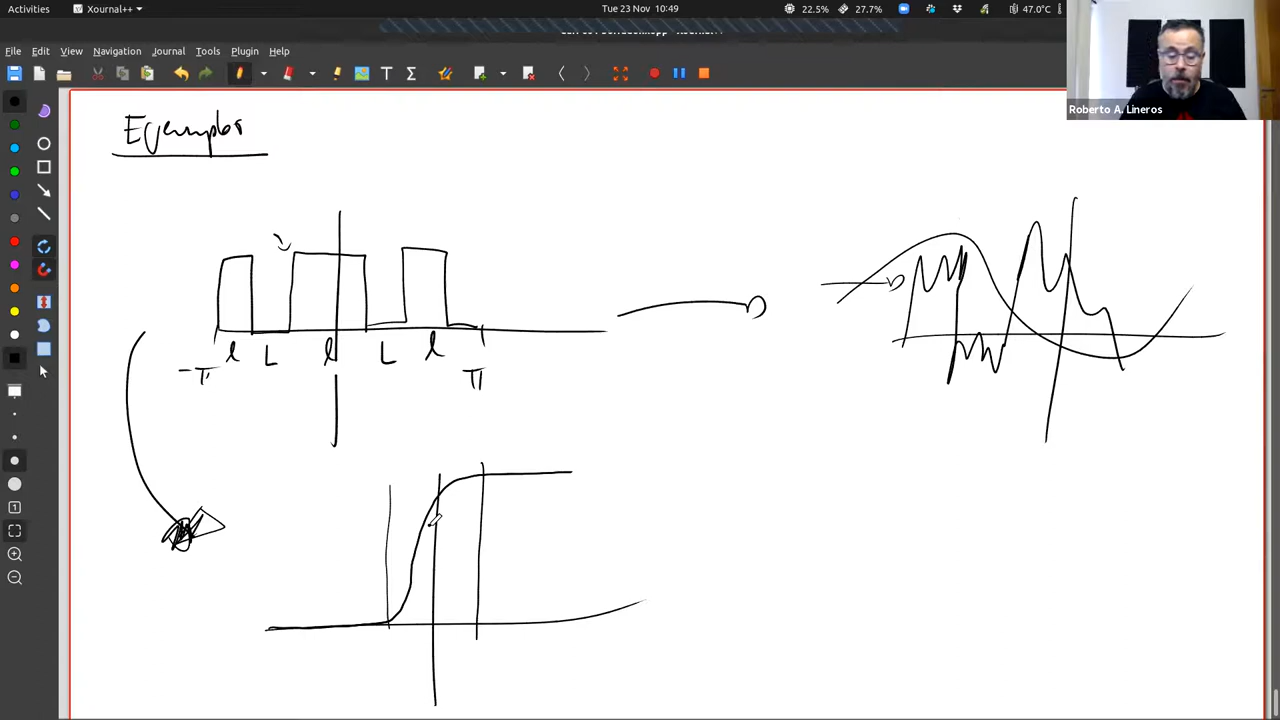 Activities Xournal++ Tue 23 Nov 10:49 22.5% 27.7% 47.0°C
File Edit View Navigation Journal Tools Plugin Help
Roberto A. Lineros
Ejemplos
l L l L l
-π π